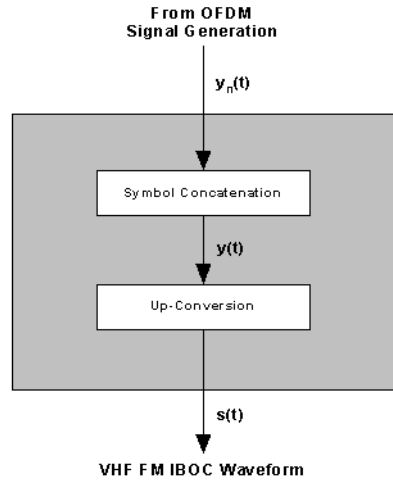 From OFDM
Signal Generation
yn(t)
Symbol Concatenation
y(t)
Up-Conversion
s(t)
VHF FM IBOC Waveform